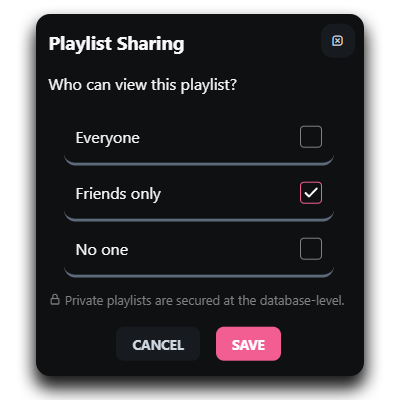 Playlist Sharing
Who can view this playlist?
Everyone
Friends only
No one
Private playlists are secured at the database-level.
CANCEL SAVE